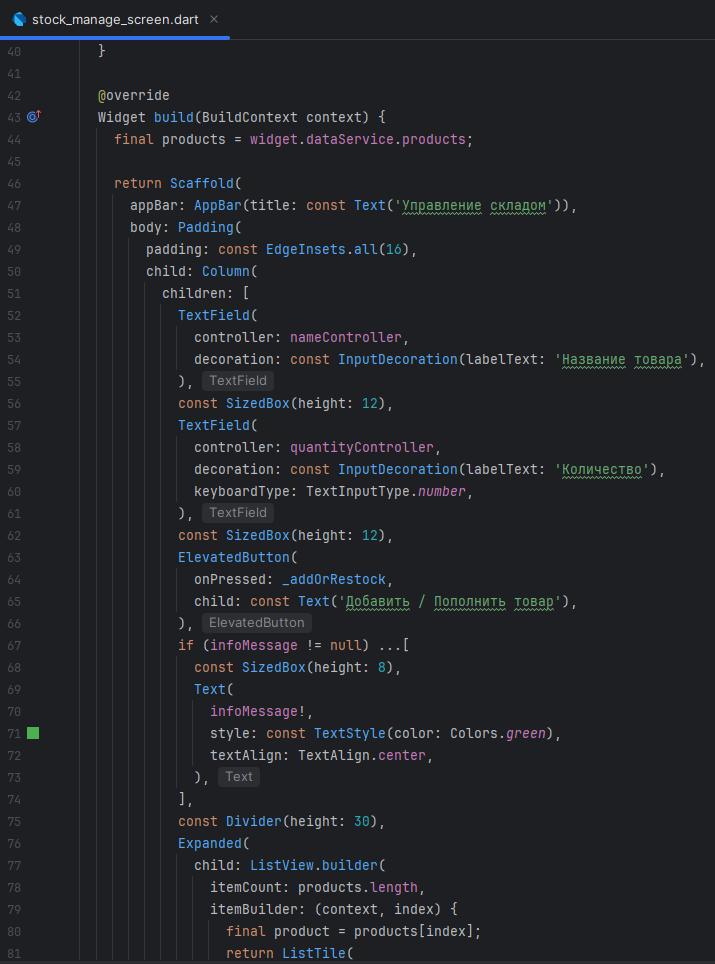 stock_manage_screen.dart ×
40 }
41
42 @override
43 Widget build(BuildContext context) {
44 final products = widget.dataService.products;
45
46 return Scaffold(
47 appBar: AppBar(title: const Text('Управление складом')),
48 body: Padding(
49 padding: const EdgeInsets.all(16),
50 child: Column(
51 children: [
52 TextField(
53 controller: nameController,
54 decoration: const InputDecoration(labelText: 'Название товара'),
55 ), TextField
56 const SizedBox(height: 12),
57 TextField(
58 controller: quantityController,
59 decoration: const InputDecoration(labelText: 'Количество'),
60 keyboardType: TextInputType.number,
61 ), TextField
62 const SizedBox(height: 12),
63 ElevatedButton(
64 onPressed: _addOrRestock,
65 child: const Text('Добавить / Пополнить товар'),
66 ), ElevatedButton
67 if (infoMessage != null) ...[
68 const SizedBox(height: 8),
69 Text(
70 infoMessage!,
71 style: const TextStyle(color: Colors.green),
72 textAlign: TextAlign.center,
73 ), Text
74 ],
75 const Divider(height: 30),
76 Expanded(
77 child: ListView.builder(
78 itemCount: products.length,
79 itemBuilder: (context, index) {
80 final product = products[index];
81 return ListTile(